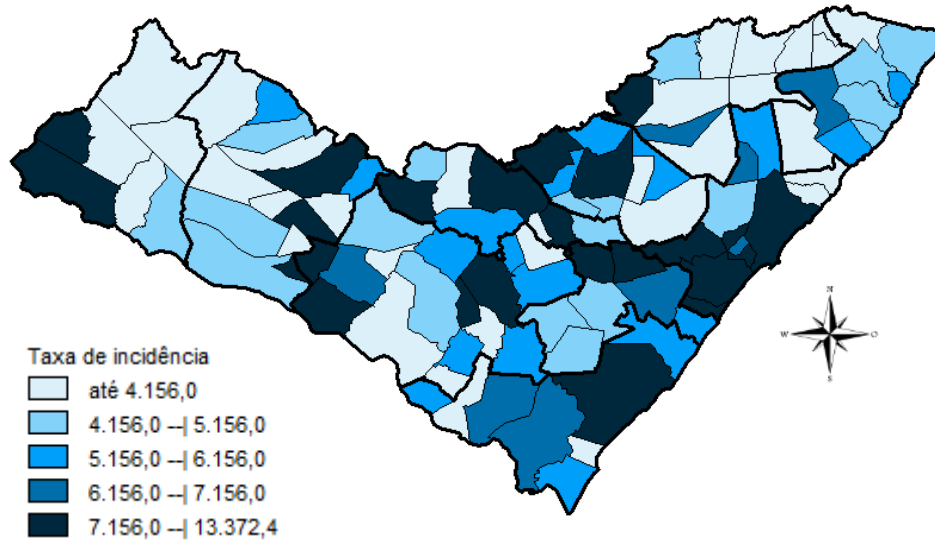 N
W
O
S
Taxa de incidência
até 4.156,0
4.156,0 --| 5.156,0
5.156,0 --| 6.156,0
6.156,0 --| 7.156,0
7.156,0 --| 13.372,4